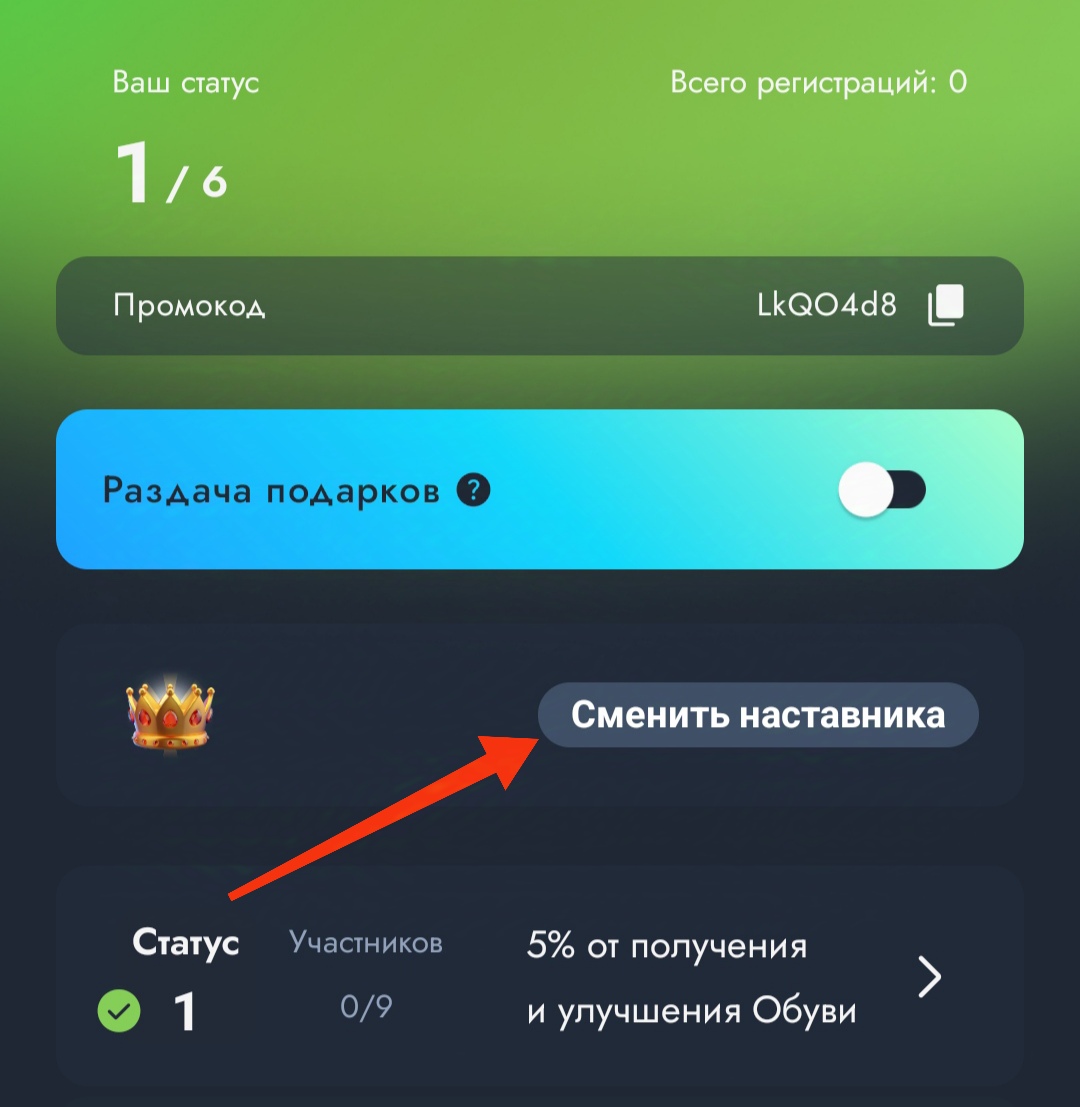 Ваш статус
Всего регистраций: 0
1 / 6
Промокод
LkQO4d8
Раздача подарков ?
Сменить наставника
Статус
Участников
5% от получения
и улучшения Обуви
1
0/9